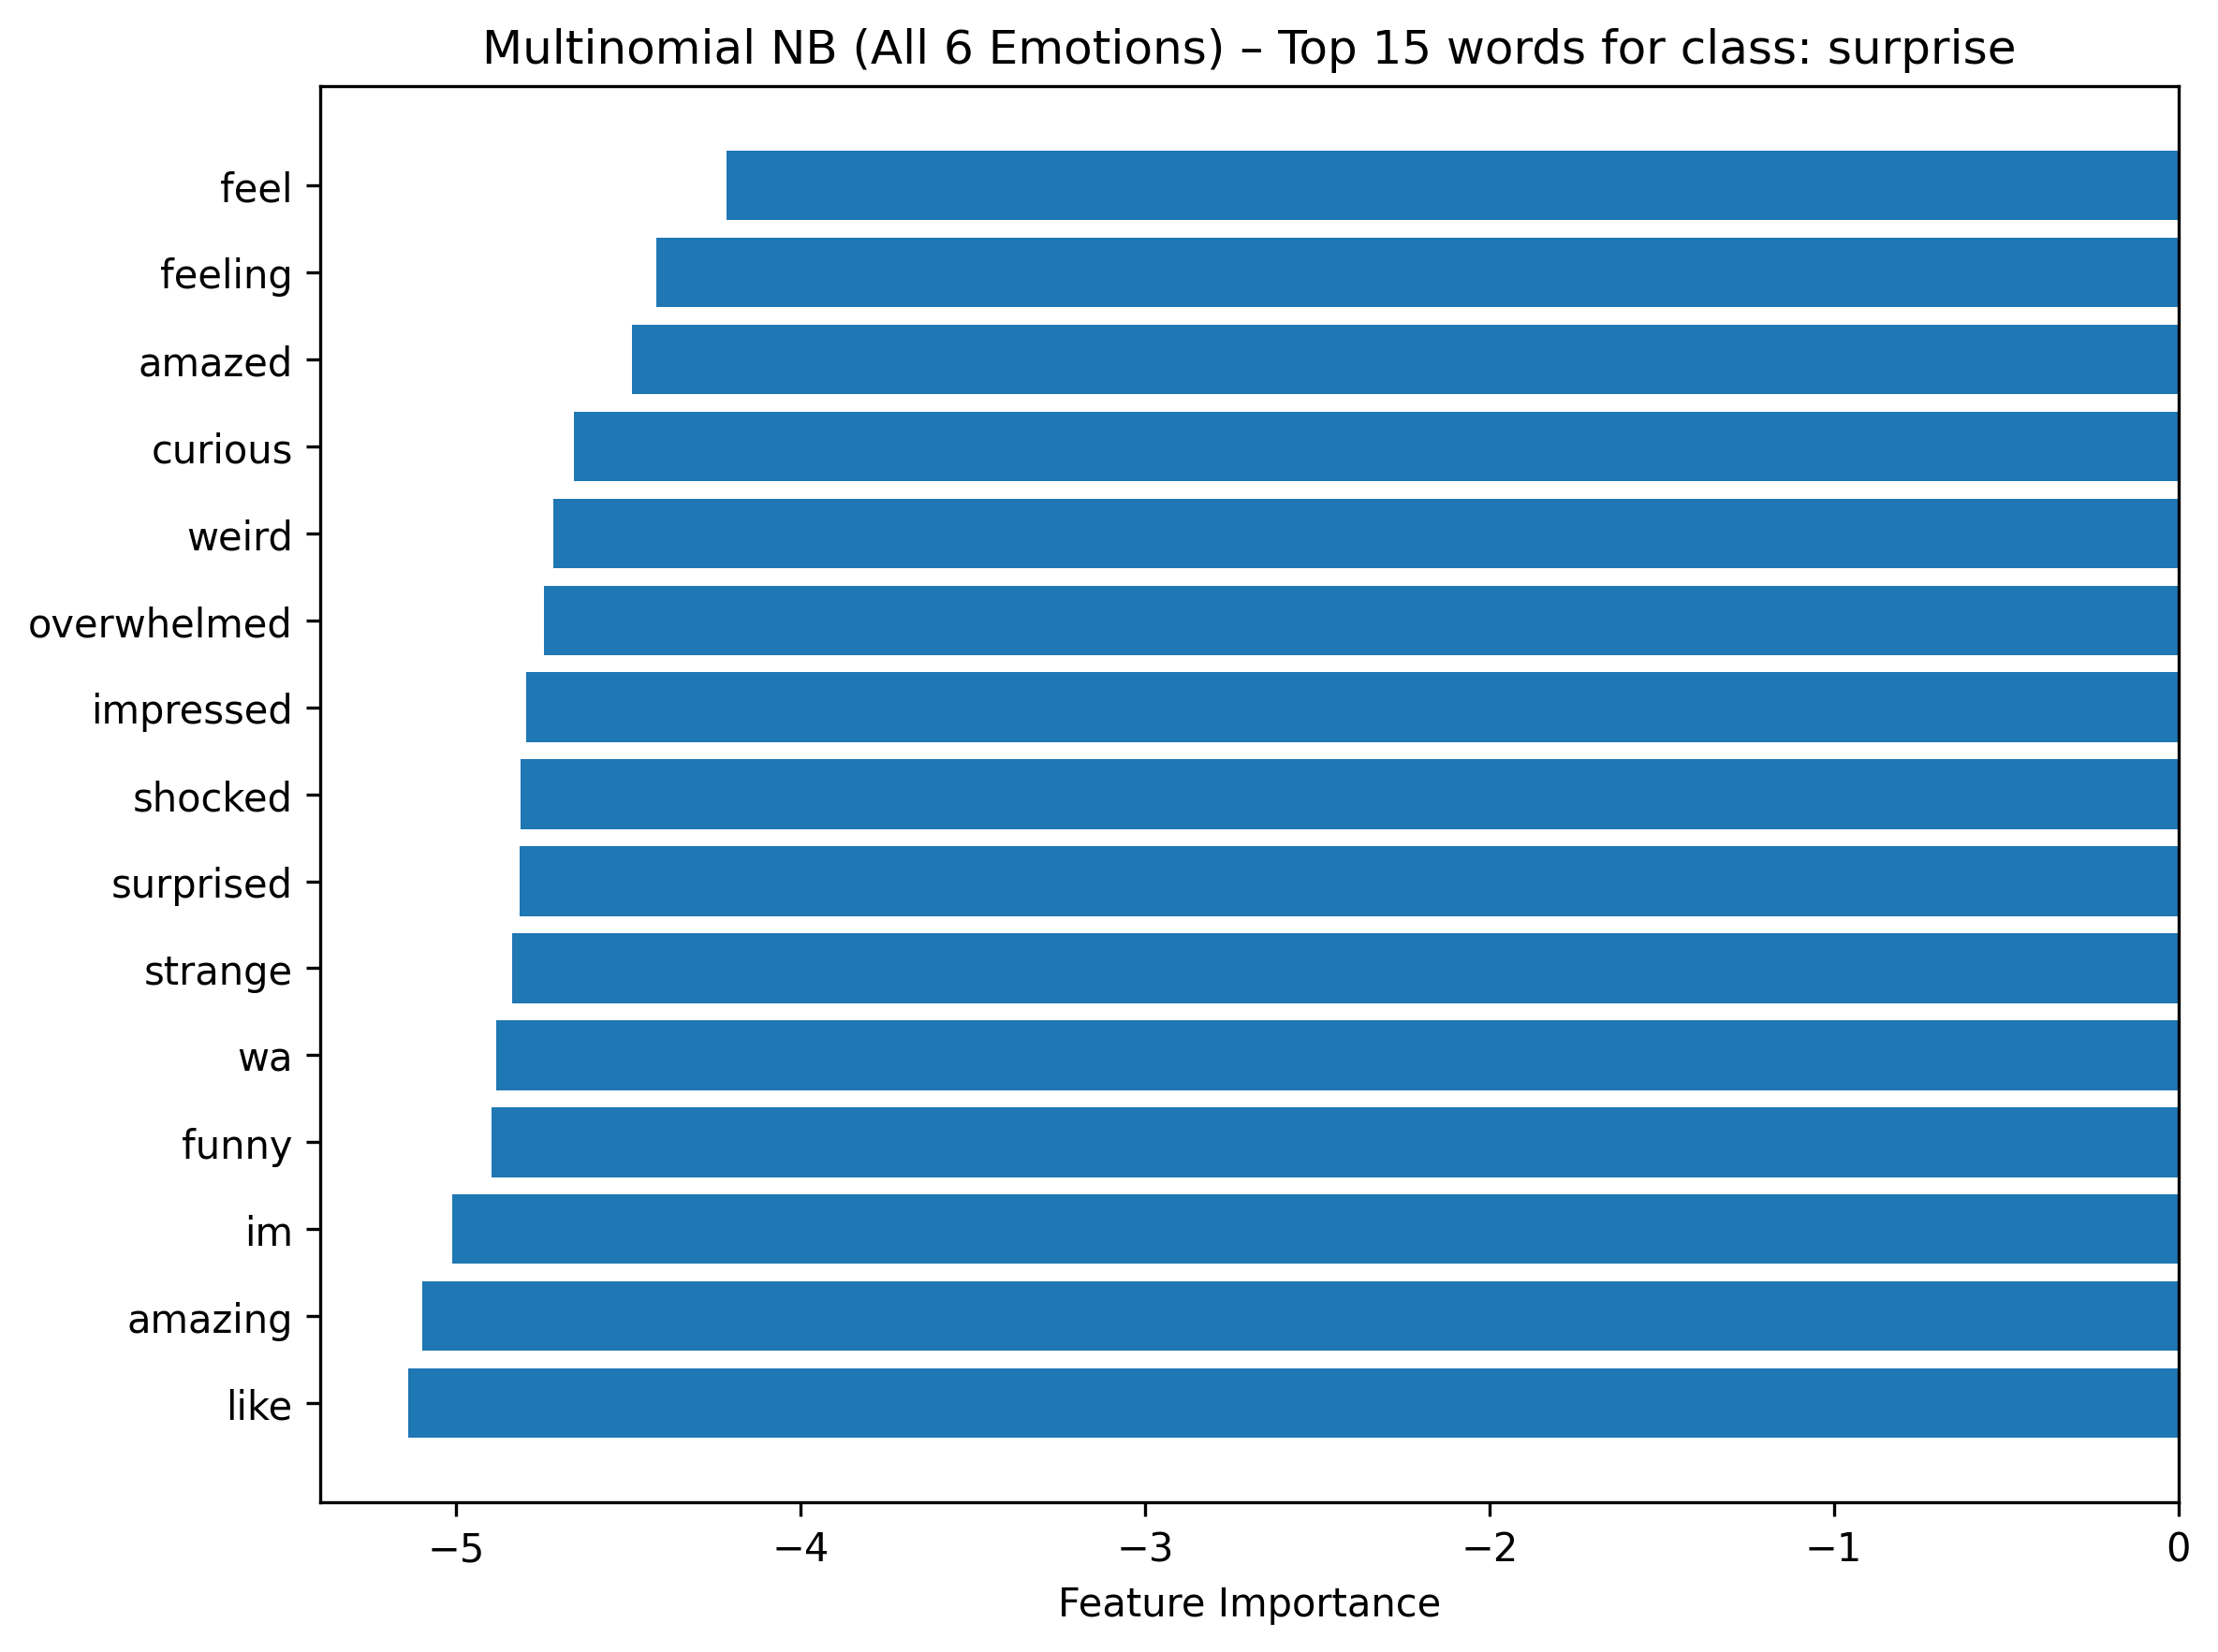 Multinomial NB (All 6 Emotions) – Top 15 words for class: surprise
feel
feeling
amazed
curious
weird
overwhelmed
impressed
shocked
surprised
strange
wa
funny
im
amazing
like
−5 −4 −3 −2 −1 0
Feature Importance